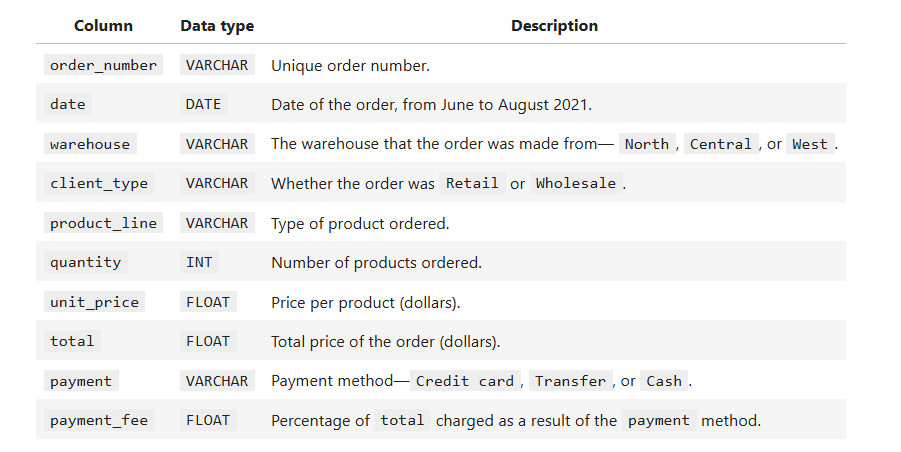 Column Data type Description
order_number VARCHAR Unique order number.
date DATE Date of the order, from June to August 2021.
warehouse VARCHAR The warehouse that the order was made from— North , Central , or West .
client_type VARCHAR Whether the order was Retail or Wholesale .
product_line VARCHAR Type of product ordered.
quantity INT Number of products ordered.
unit_price FLOAT Price per product (dollars).
total FLOAT Total price of the order (dollars).
payment VARCHAR Payment method— Credit card , Transfer , or Cash .
payment_fee FLOAT Percentage of total charged as a result of the payment method.